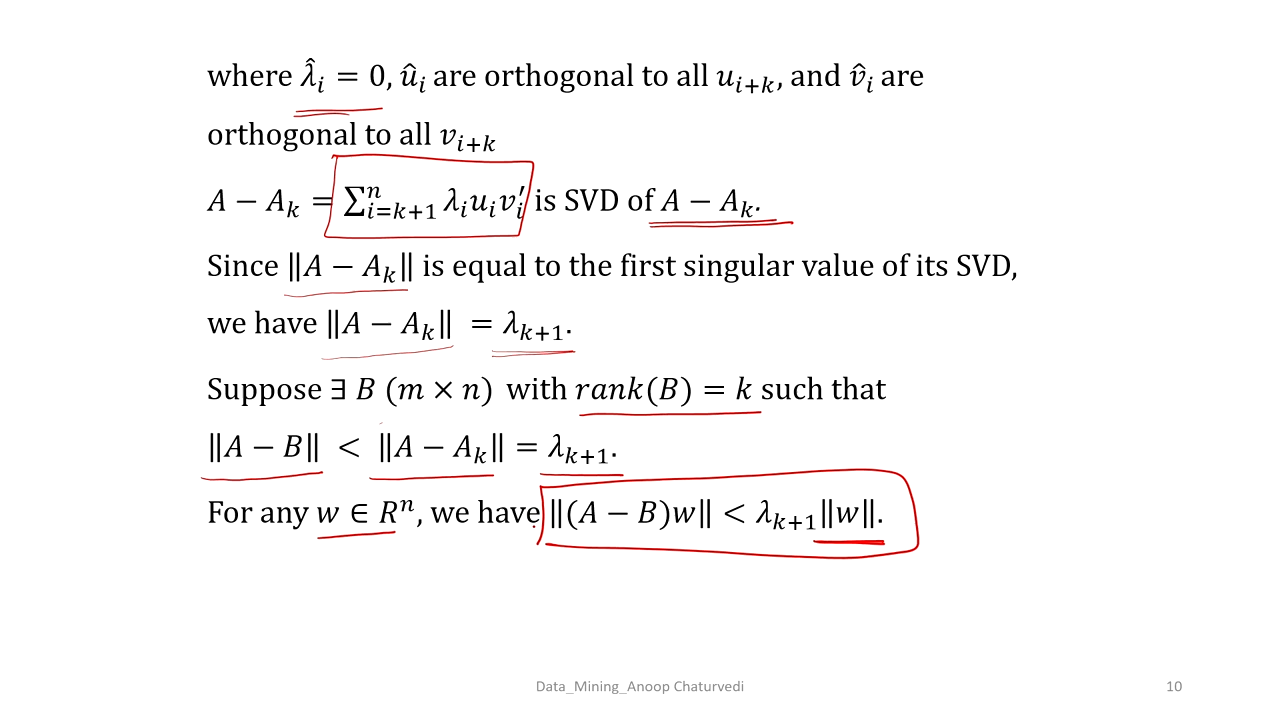 where λ̂ᵢ = 0, ûᵢ are orthogonal to all uᵢ₊ₖ, and v̂ᵢ are
orthogonal to all vᵢ₊ₖ
A − Aₖ = ∑ⁿᵢ₌ₖ₊₁ λᵢuᵢvᵢ′ is SVD of A − Aₖ.
Since ‖A − Aₖ‖ is equal to the first singular value of its SVD,
we have ‖A − Aₖ‖ = λₖ₊₁.
Suppose ∃ B (m × n) with rank(B) = k such that
‖A − B‖ < ‖A − Aₖ‖ = λₖ₊₁.
For any w ∈ Rⁿ, we have ‖(A − B)w‖ < λₖ₊₁‖w‖.
Data_Mining_Anoop Chaturvedi
10